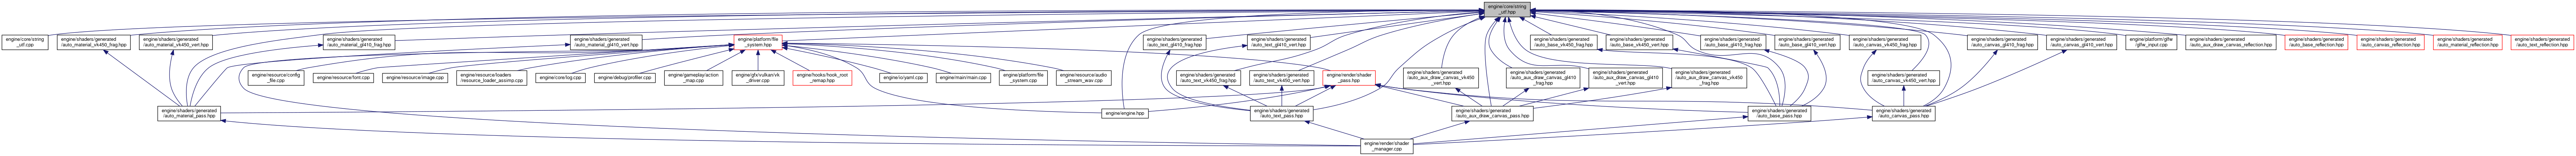 engine/core/string
_utf.hpp
engine/core/string
_utf.cpp
engine/shaders/generated
/auto_material_vk450_frag.hpp
engine/shaders/generated
/auto_material_vk450_vert.hpp
engine/shaders/generated
/auto_material_gl410_frag.hpp
engine/shaders/generated
/auto_material_gl410_vert.hpp
engine/platform/file
_system.hpp
engine/shaders/generated
/auto_text_gl410_frag.hpp
engine/shaders/generated
/auto_text_gl410_vert.hpp
engine/shaders/generated
/auto_base_vk450_frag.hpp
engine/shaders/generated
/auto_base_vk450_vert.hpp
engine/shaders/generated
/auto_base_gl410_frag.hpp
engine/shaders/generated
/auto_base_gl410_vert.hpp
engine/shaders/generated
/auto_canvas_vk450_frag.hpp
engine/shaders/generated
/auto_canvas_gl410_frag.hpp
engine/shaders/generated
/auto_canvas_gl410_vert.hpp
engine/platform/glfw
/glfw_input.cpp
engine/shaders/generated
/auto_aux_draw_canvas_reflection.hpp
engine/shaders/generated
/auto_base_reflection.hpp
engine/shaders/generated
/auto_canvas_reflection.hpp
engine/shaders/generated
/auto_material_reflection.hpp
engine/shaders/generated
/auto_text_reflection.hpp
engine/resource/config
_file.cpp
engine/resource/font.cpp
engine/resource/image.cpp
engine/resource/loaders
/resource_loader_assimp.cpp
engine/core/log.cpp
engine/debug/profiler.cpp
engine/gameplay/action
_map.cpp
engine/gfx/vulkan/vk
_driver.cpp
engine/hooks/hook_root
_remap.hpp
engine/io/yaml.cpp
engine/main/main.cpp
engine/platform/file
_system.cpp
engine/resource/audio
_stream_wav.cpp
engine/shaders/generated
/auto_text_vk450_frag.hpp
engine/shaders/generated
/auto_text_vk450_vert.hpp
engine/render/shader
_pass.hpp
engine/shaders/generated
/auto_aux_draw_canvas_vk450
_vert.hpp
engine/shaders/generated
/auto_aux_draw_canvas_gl410
_frag.hpp
engine/shaders/generated
/auto_aux_draw_canvas_gl410
_vert.hpp
engine/shaders/generated
/auto_aux_draw_canvas_vk450
_frag.hpp
engine/shaders/generated
/auto_canvas_vk450_vert.hpp
engine/shaders/generated
/auto_material_pass.hpp
engine/engine.hpp
engine/shaders/generated
/auto_text_pass.hpp
engine/shaders/generated
/auto_aux_draw_canvas_pass.hpp
engine/shaders/generated
/auto_base_pass.hpp
engine/shaders/generated
/auto_canvas_pass.hpp
engine/render/shader
_manager.cpp